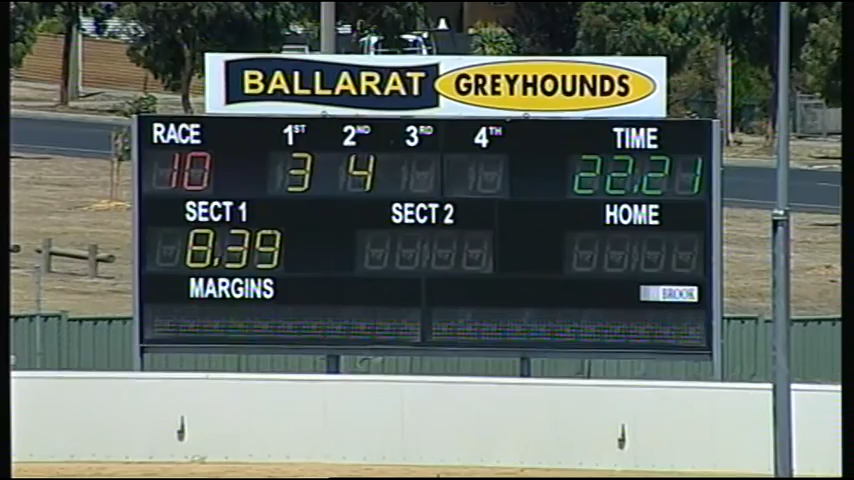 BALLARAT GREYHOUNDS
RACE 1ST 2ND 3RD 4TH TIME
10 3 4 22.21
SECT 1 SECT 2 HOME
8.39
MARGINS
BROOK